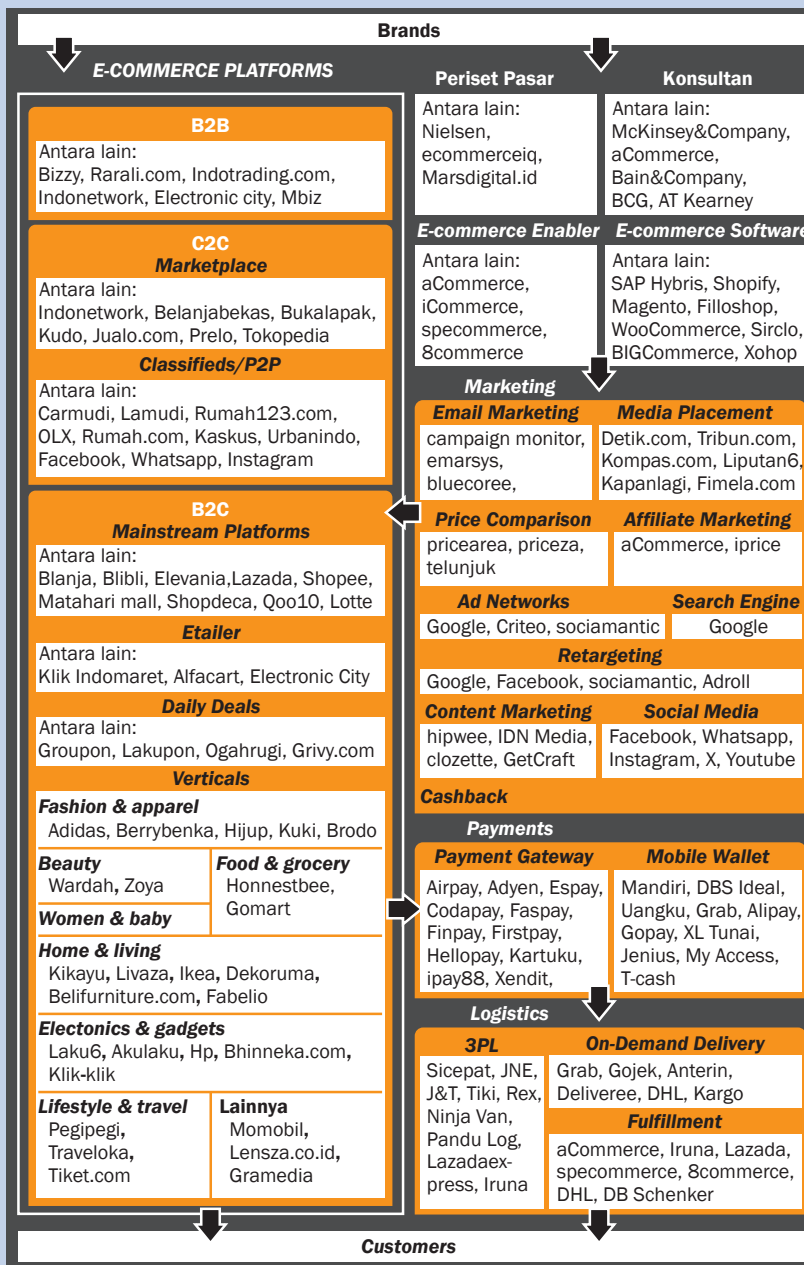 Brands
E-COMMERCE PLATFORMS
B2B
Antara lain:
Bizzy, Rarali.com, Indotrading.com,
Indonetwork, Electronic city, Mbiz
C2C
Marketplace
Antara lain:
Indonetwork, Belanjabekas, Bukalapak,
Kudo, Jualo.com, Prelo, Tokopedia
Classifieds/P2P
Antara lain:
Carmudi, Lamudi, Rumah123.com,
OLX, Rumah.com, Kaskus, Urbanindo,
Facebook, Whatsapp, Instagram
B2C
Mainstream Platforms
Antara lain:
Blanja, Blibli, Elevania,Lazada, Shopee,
Matahari mall, Shopdeca, Qoo10, Lotte
Etailer
Antara lain:
Klik Indomaret, Alfacart, Electronic City
Daily Deals
Antara lain:
Groupon, Lakupon, Ogahrugi, Grivy.com
Verticals
Fashion & apparel
Adidas, Berrybenka, Hijup, Kuki, Brodo
Beauty
Wardah, Zoya
Women & baby
Food & grocery
Honnestbee,
Gomart
Home & living
Kikayu, Livaza, Ikea, Dekoruma,
Belifurniture.com, Fabelio
Electonics & gadgets
Laku6, Akulaku, Hp, Bhinneka.com,
Klik-klik
Lifestyle & travel
Pegipegi,
Traveloka,
Tiket.com
Lainnya
Momobil,
Lensza.co.id,
Gramedia
Periset Pasar
Antara lain:
Nielsen,
ecommerceiq,
Marsdigital.id
Konsultan
Antara lain:
McKinsey&Company,
aCommerce,
Bain&Company,
BCG, AT Kearney
E-commerce Enabler
Antara lain:
aCommerce,
iCommerce,
specommerce,
8commerce
E-commerce Software
Antara lain:
SAP Hybris, Shopify,
Magento, Filloshop,
WooCommerce, Sirclo,
BIGCommerce, Xohop
Marketing
Email Marketing
campaign monitor,
emarsys,
bluecoree,
Media Placement
Detik.com, Tribun.com,
Kompas.com, Liputan6,
Kapanlagi, Fimela.com
Price Comparison
pricearea, priceza,
telunjuk
Affiliate Marketing
aCommerce, iprice
Ad Networks
Google, Criteo, sociamantic
Search Engine
Google
Retargeting
Google, Facebook, sociamantic, Adroll
Content Marketing
hipwee, IDN Media,
clozette, GetCraft
Social Media
Facebook, Whatsapp,
Instagram, X, Youtube
Cashback
Payments
Payment Gateway
Airpay, Adyen, Espay,
Codapay, Faspay,
Finpay, Firstpay,
Hellopay, Kartuku,
ipay88, Xendit,
Mobile Wallet
Mandiri, DBS Ideal,
Uangku, Grab, Alipay,
Gopay, XL Tunai,
Jenius, My Access,
T-cash
Logistics
3PL
Sicepat, JNE,
J&T, Tiki, Rex,
Ninja Van,
Pandu Log,
Lazadaex-
press, Iruna
On-Demand Delivery
Grab, Gojek, Anterin,
Deliveree, DHL, Kargo
Fulfillment
aCommerce, Iruna, Lazada,
specommerce, 8commerce,
DHL, DB Schenker
Customers